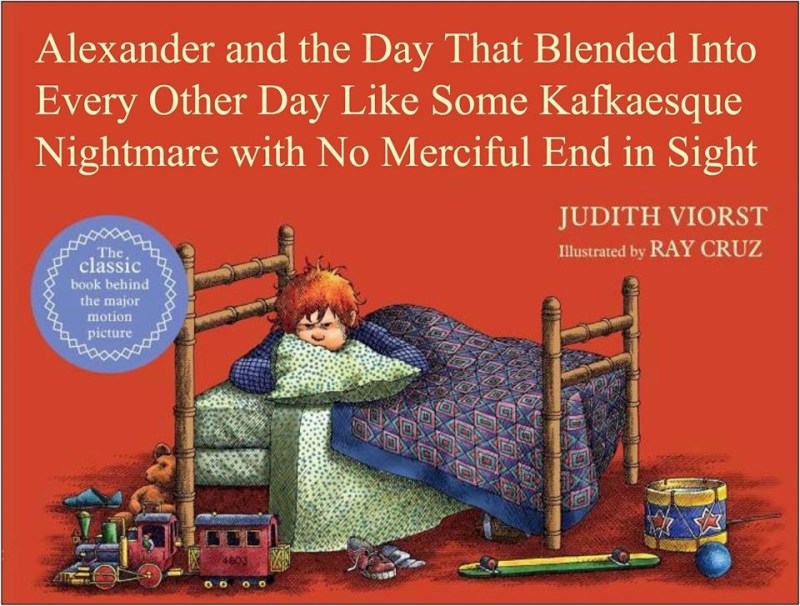 Alexander and the Day That Blended Into
Every Other Day Like Some Kafkaesque
Nightmare with No Merciful End in Sight
JUDITH VIORST
Illustrated by RAY CRUZ
The
classic
book behind
the major
motion
picture
4603